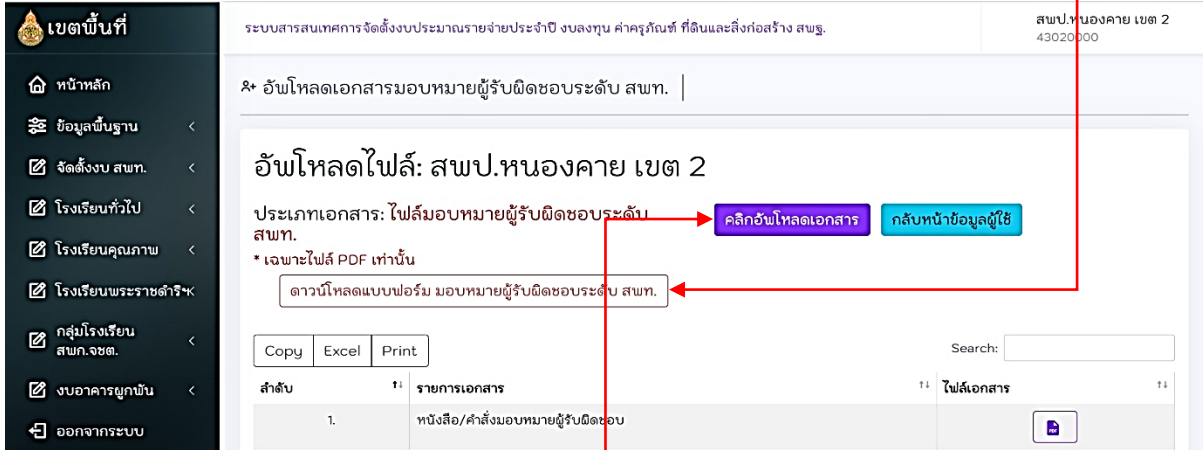 เขตพื้นที่
ระบบสารสนเทศการจัดตั้งงบประมาณรายจ่ายประจำปี งบลงทุน ค่าครุภัณฑ์ ที่ดินและสิ่งก่อสร้าง สพฐ.
สพป.หนองคาย เขต 2
43020000
หน้าหลัก
ข้อมูลพื้นฐาน
จัดตั้งงบ สพท.
โรงเรียนทั่วไป
โรงเรียนคุณภาพ
โรงเรียนพระราชดำริฯ
กลุ่มโรงเรียน
สพก.จชต.
งบอาคารผูกพัน
ออกจากระบบ
อัพโหลดเอกสารมอบหมายผู้รับผิดชอบระดับ สพท.
อัพโหลดไฟล์: สพป.หนองคาย เขต 2
ประเภทเอกสาร: ไฟล์มอบหมายผู้รับผิดชอบระดับ
สพท.
คลิกอัพโหลดเอกสาร กลับหน้าข้อมูลผู้ใช้
* เฉพาะไฟล์ PDF เท่านั้น
ดาวน์โหลดแบบฟอร์ม มอบหมายผู้รับผิดชอบระดับ สพท.
Copy Excel Print Search:
ลำดับ รายการเอกสาร ไฟล์เอกสาร
1. หนังสือ/คำสั่งมอบหมายผู้รับผิดชอบ
PDF